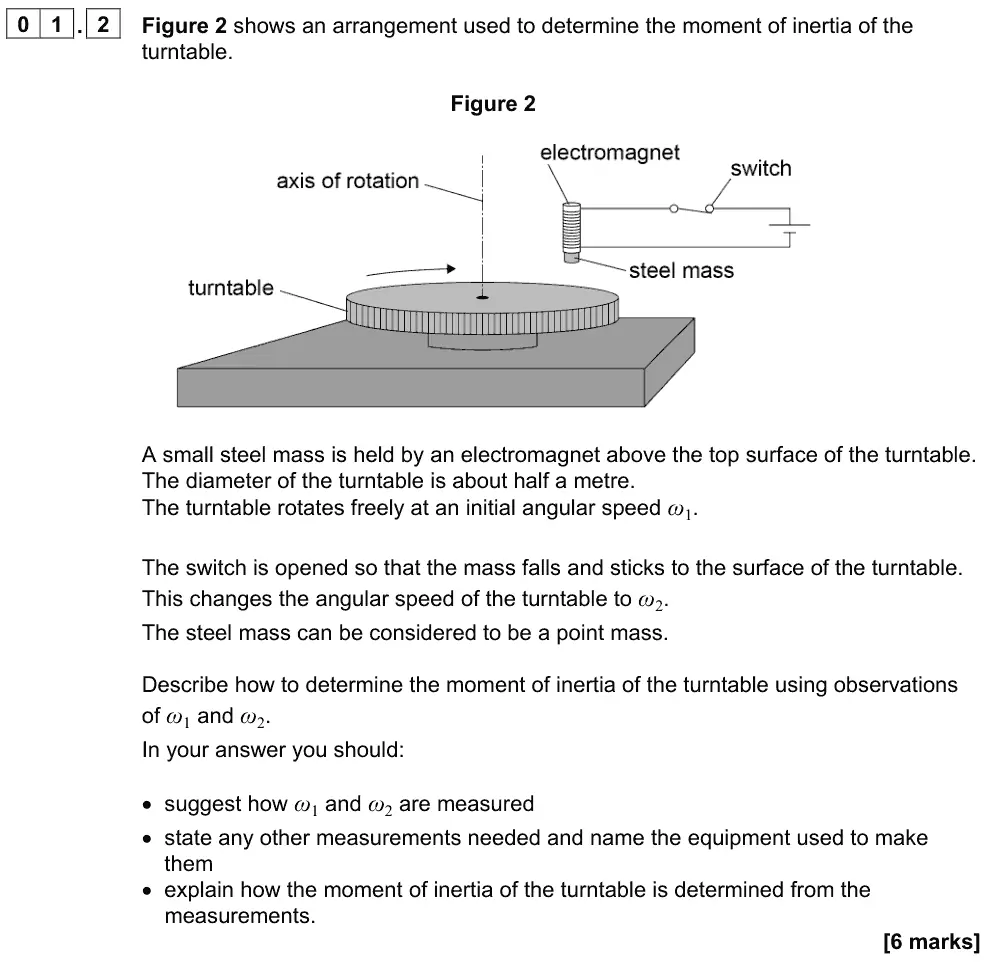 0 1 . 2 Figure 2 shows an arrangement used to determine the moment of inertia of the
turntable.
Figure 2
electromagnet
switch
axis of rotation
steel mass
turntable
A small steel mass is held by an electromagnet above the top surface of the turntable.
The diameter of the turntable is about half a metre.
The turntable rotates freely at an initial angular speed ω₁.
The switch is opened so that the mass falls and sticks to the surface of the turntable.
This changes the angular speed of the turntable to ω₂.
The steel mass can be considered to be a point mass.
Describe how to determine the moment of inertia of the turntable using observations
of ω₁ and ω₂.
In your answer you should:
• suggest how ω₁ and ω₂ are measured
• state any other measurements needed and name the equipment used to make
them
• explain how the moment of inertia of the turntable is determined from the
measurements.
[6 marks]